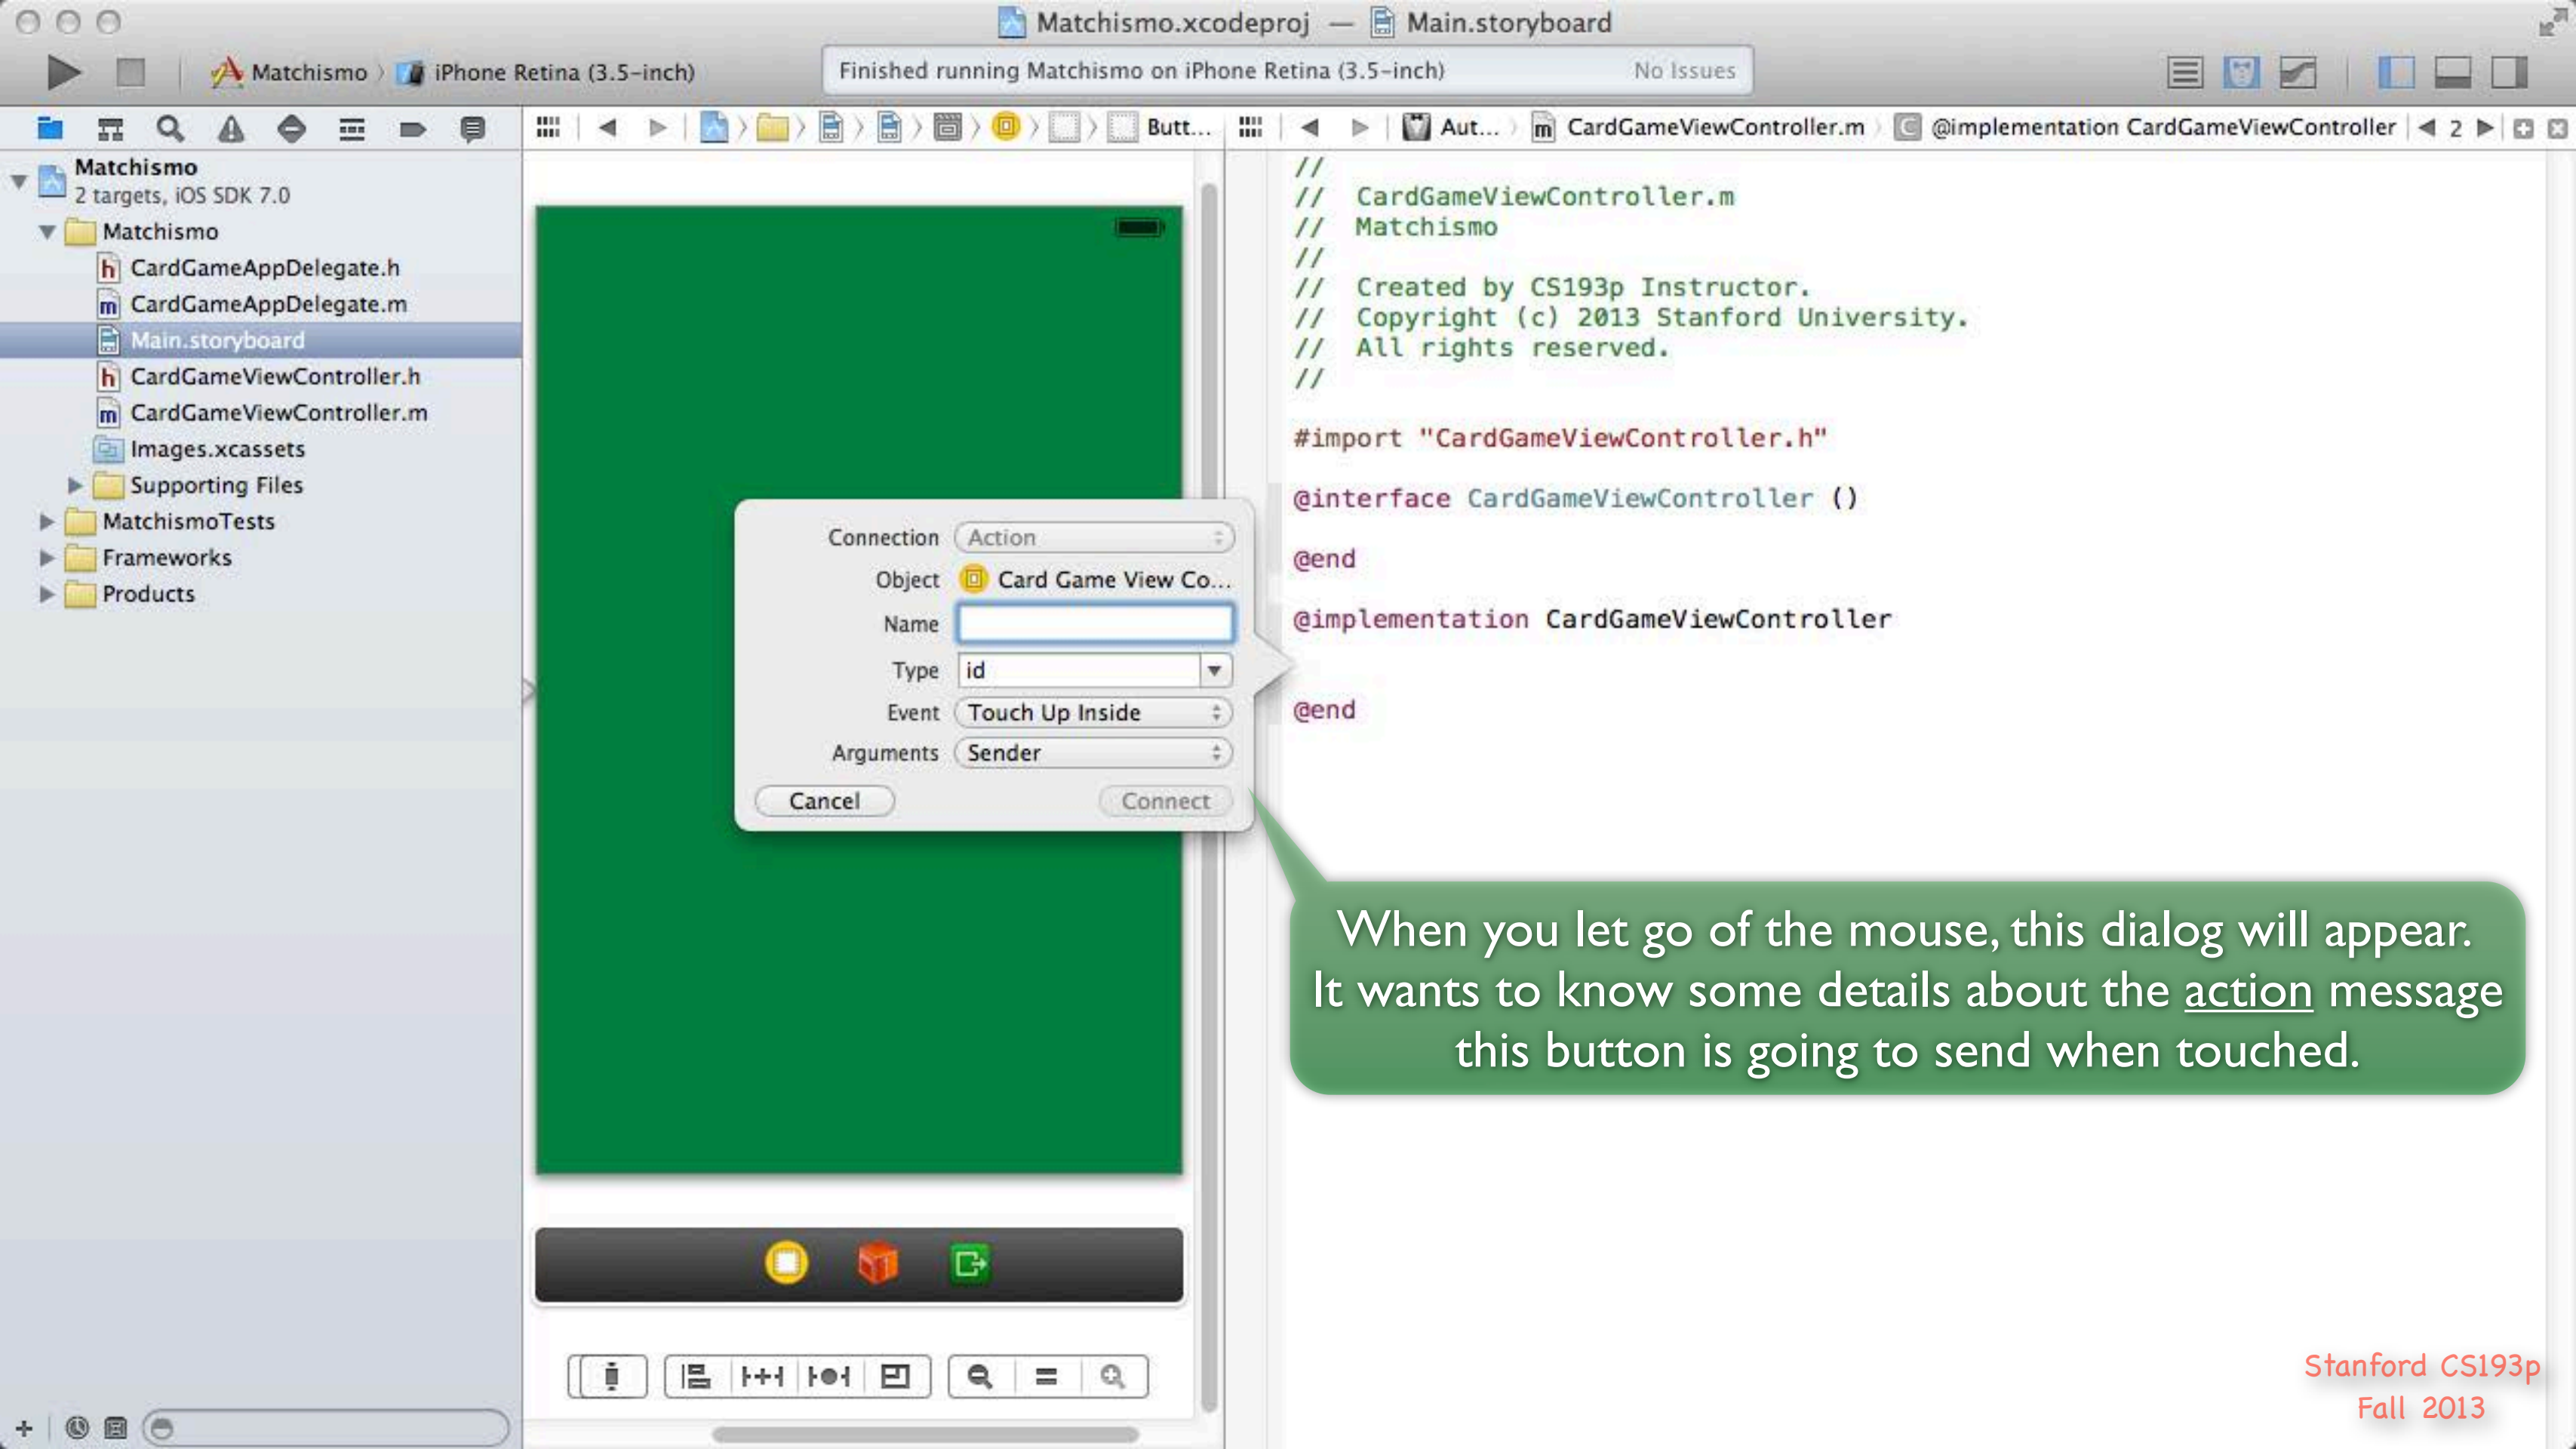 Matchismo.xcodeproj — Main.storyboard
Matchismo
iPhone Retina (3.5-inch)
Finished running Matchismo on iPhone Retina (3.5-inch)
No Issues
Butt...
Aut...
CardGameViewController.m
@implementation CardGameViewController
2
Matchismo
2 targets, iOS SDK 7.0
Matchismo
CardGameAppDelegate.h
CardGameAppDelegate.m
Main.storyboard
CardGameViewController.h
CardGameViewController.m
Images.xcassets
Supporting Files
MatchismoTests
Frameworks
Products
Connection Action
Object Card Game View Co...
Name
Type id
Event Touch Up Inside
Arguments Sender
Cancel Connect
//
// CardGameViewController.m
// Matchismo
//
// Created by CS193p Instructor.
// Copyright (c) 2013 Stanford University.
// All rights reserved.
//
#import "CardGameViewController.h"
@interface CardGameViewController ()
@end
@implementation CardGameViewController
@end
When you let go of the mouse, this dialog will appear.
It wants to know some details about the action message
this button is going to send when touched.
Stanford CS193p
Fall 2013